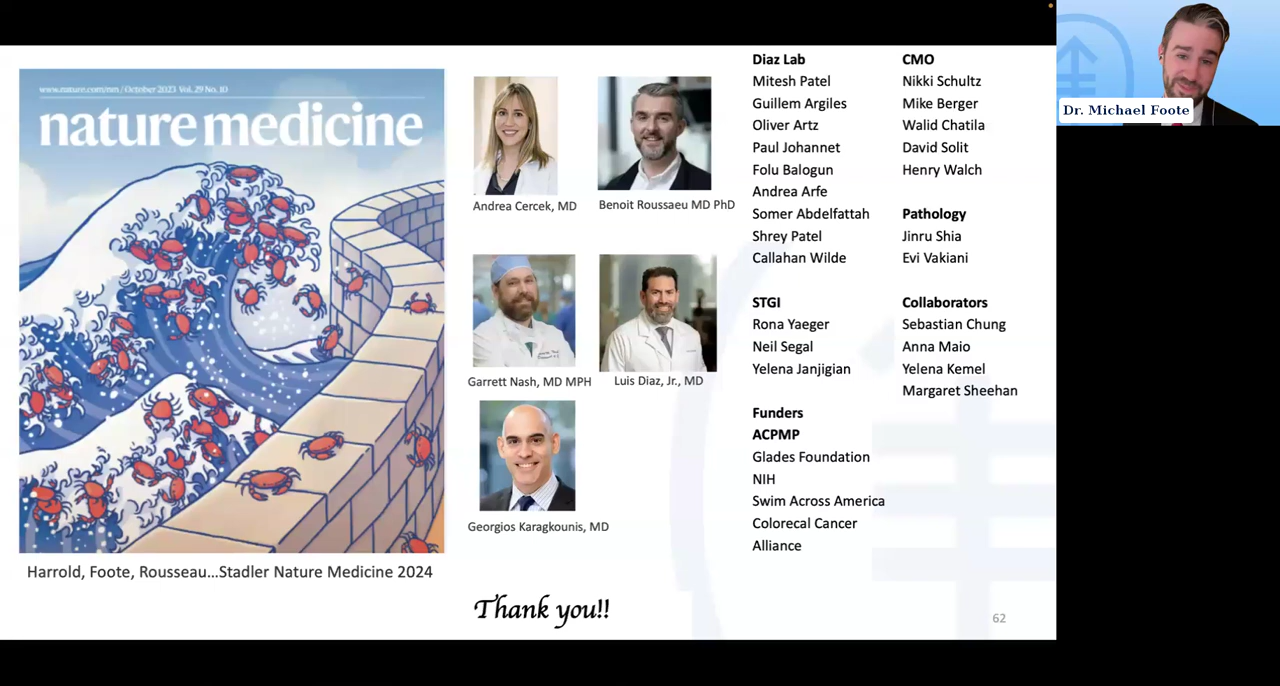 www.nature.com/nm / October 2023 Vol. 29 No. 10
nature medicine
Harrold, Foote, Rousseau...Stadler Nature Medicine 2024
Andrea Cercek, MD
Benoit Roussaeu MD PhD
Garrett Nash, MD MPH
Luis Diaz, Jr., MD
Georgios Karagkounis, MD
Thank you!!
Diaz Lab
Mitesh Patel
Guillem Argiles
Oliver Artz
Paul Johannet
Folu Balogun
Andrea Arfe
Somer Abdelfattah
Shrey Patel
Callahan Wilde
STGI
Rona Yaeger
Neil Segal
Yelena Janjigian
Funders
ACPMP
Glades Foundation
NIH
Swim Across America
Colorecal Cancer
Alliance
CMO
Nikki Schultz
Mike Berger
Walid Chatila
David Solit
Henry Walch
Pathology
Jinru Shia
Evi Vakiani
Collaborators
Sebastian Chung
Anna Maio
Yelena Kemel
Margaret Sheehan
62
Dr. Michael Foote